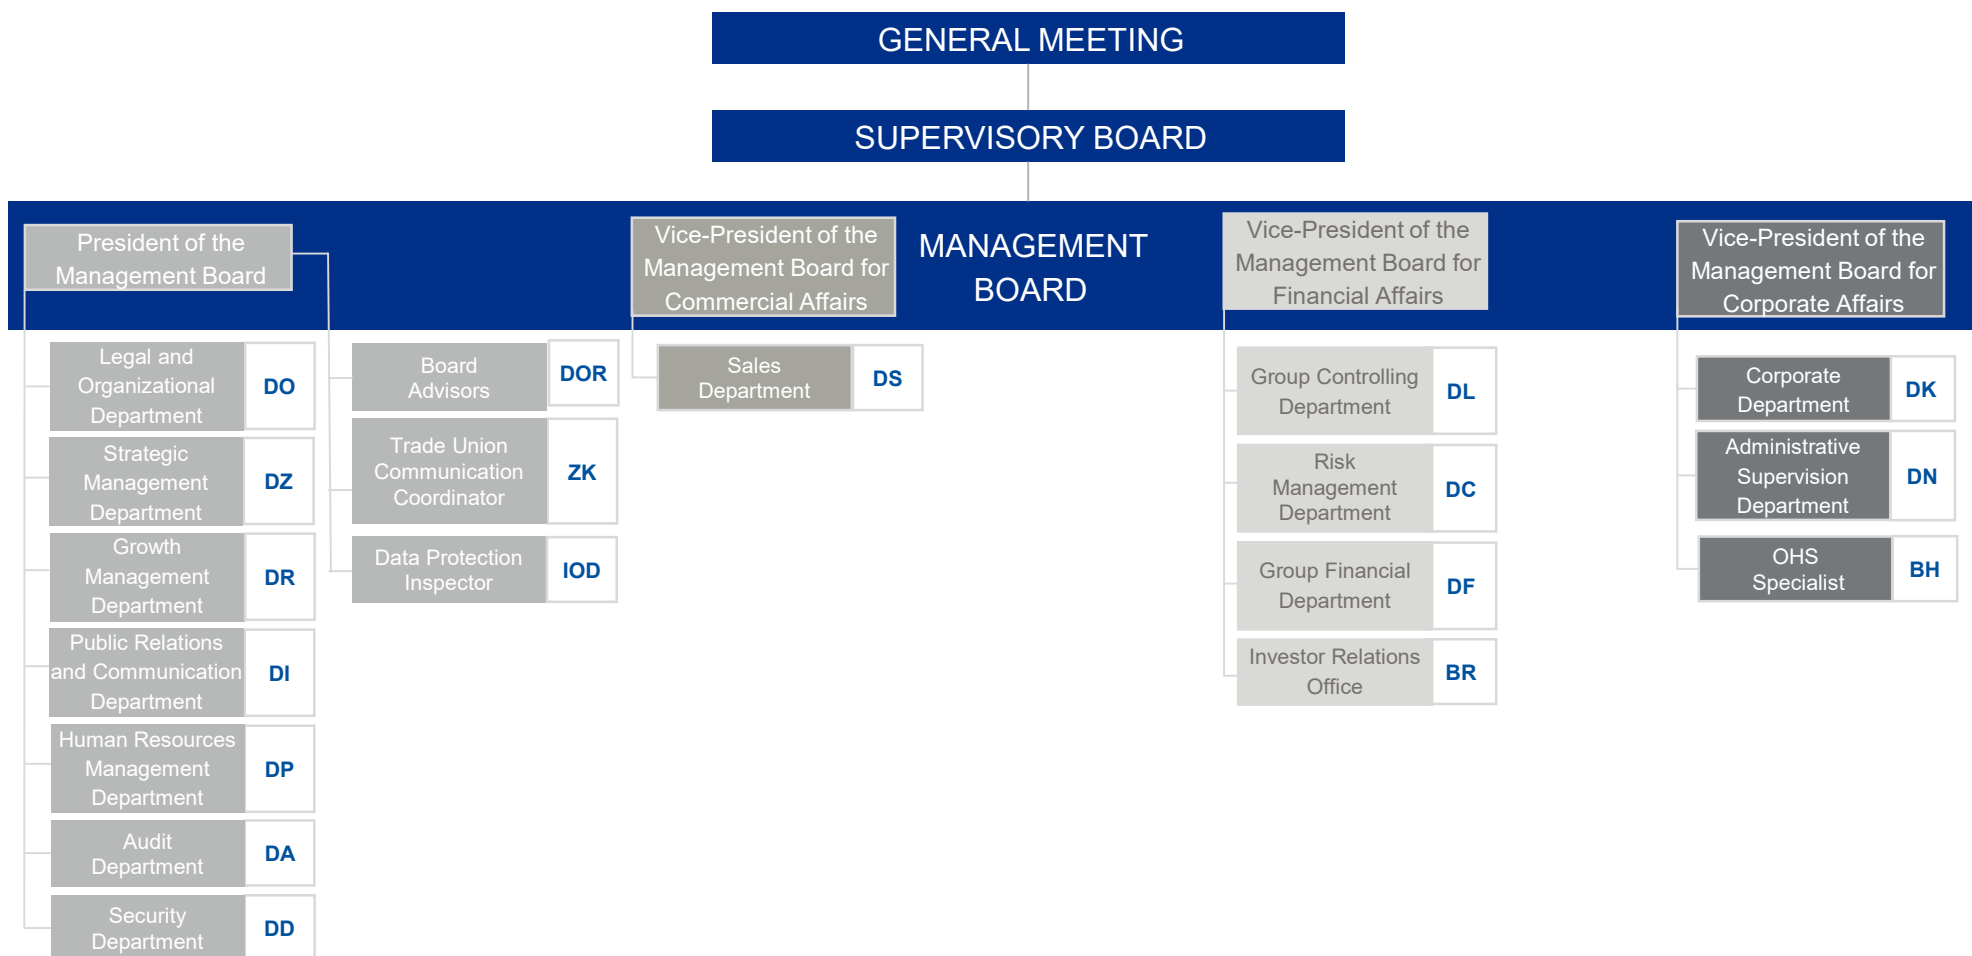 GENERAL MEETING
SUPERVISORY BOARD
MANAGEMENT
BOARD
President of the
Management Board
Legal and
Organizational
Department
DO
Strategic
Management
Department
DZ
Growth
Management
Department
DR
Public Relations
and Communication
Department
DI
Human Resources
Management
Department
DP
Audit
Department
DA
Security
Department
DD
Board
Advisors
DOR
Trade Union
Communication
Coordinator
ZK
Data Protection
Inspector
IOD
Vice-President of the
Management Board for
Commercial Affairs
Sales
Department
DS
Vice-President of the
Management Board for
Financial Affairs
Group Controlling
Department
DL
Risk
Management
Department
DC
Group Financial
Department
DF
Investor Relations
Office
BR
Vice-President of the
Management Board for
Corporate Affairs
Corporate
Department
DK
Administrative
Supervision
Department
DN
OHS
Specialist
BH